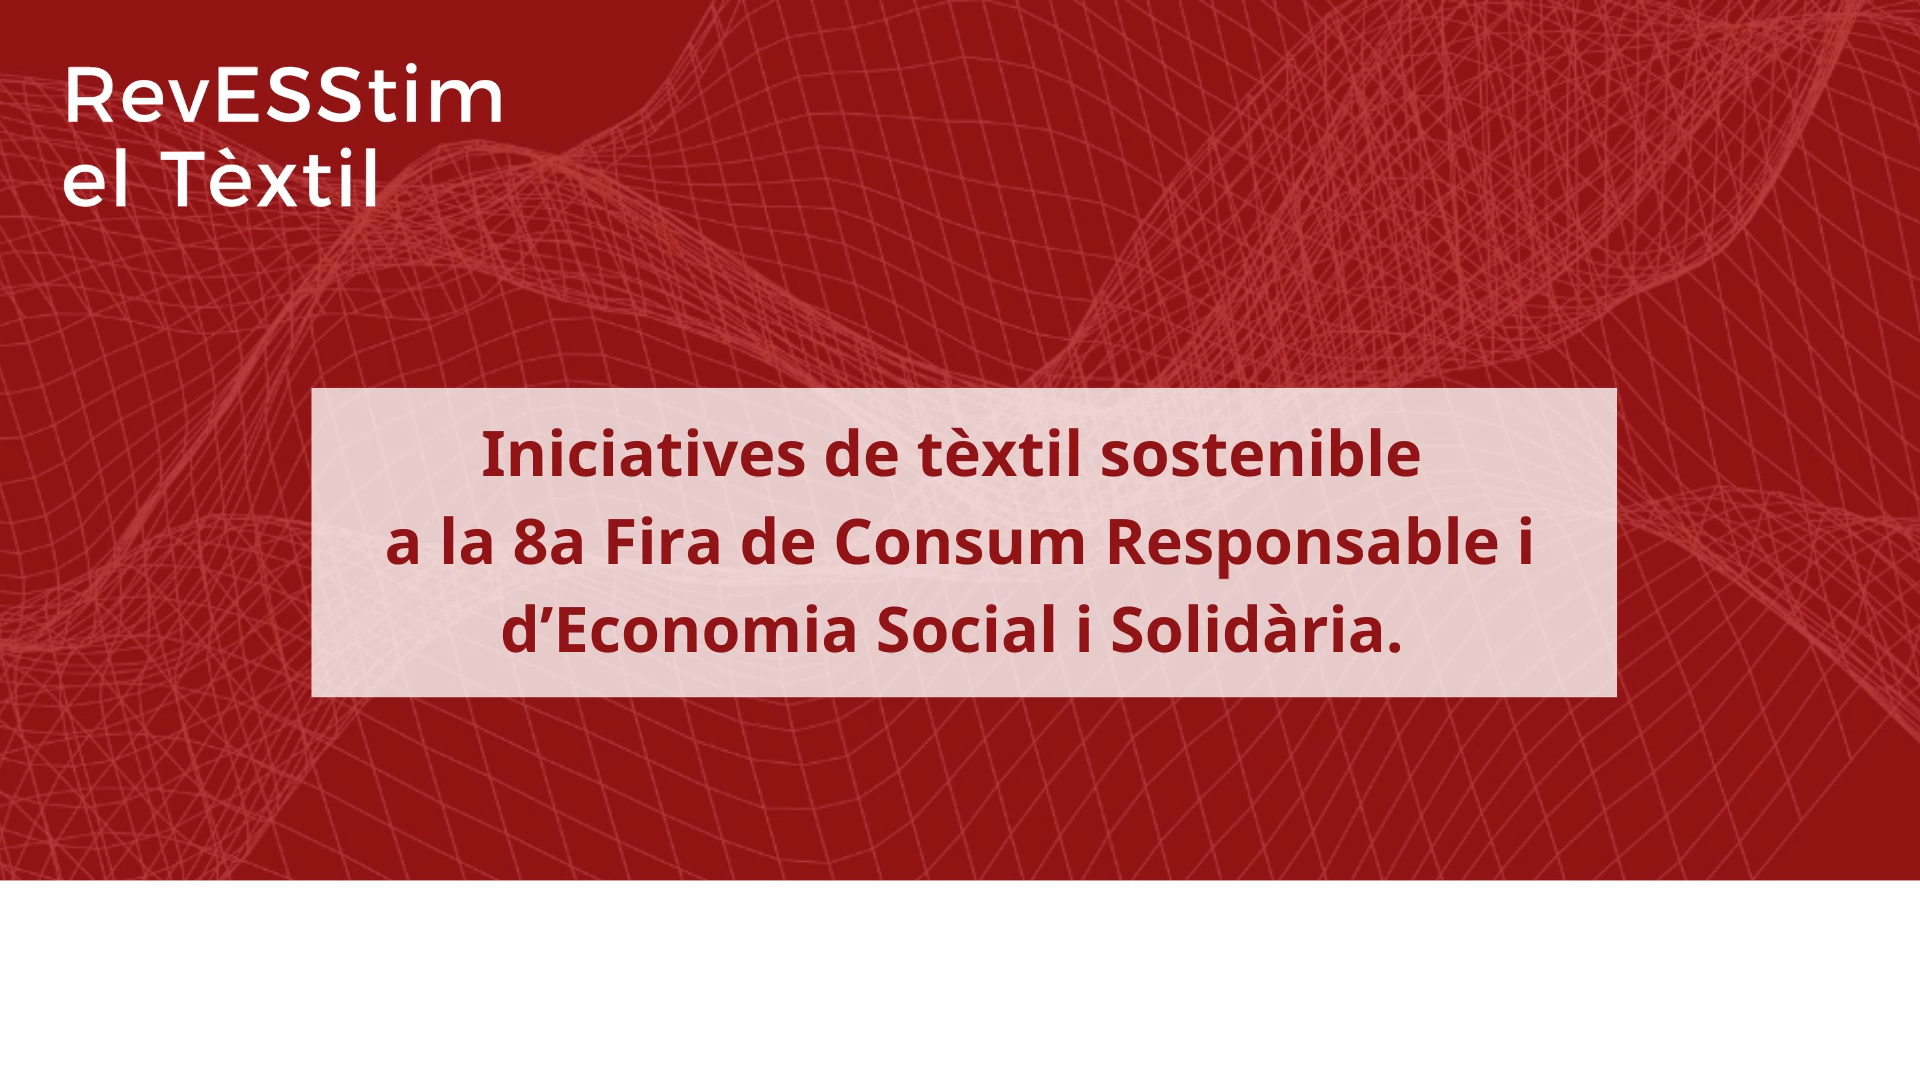 RevESStim
el Tèxtil
Iniciatives de tèxtil sostenible
a la 8a Fira de Consum Responsable i
d’Economia Social i Solidària.